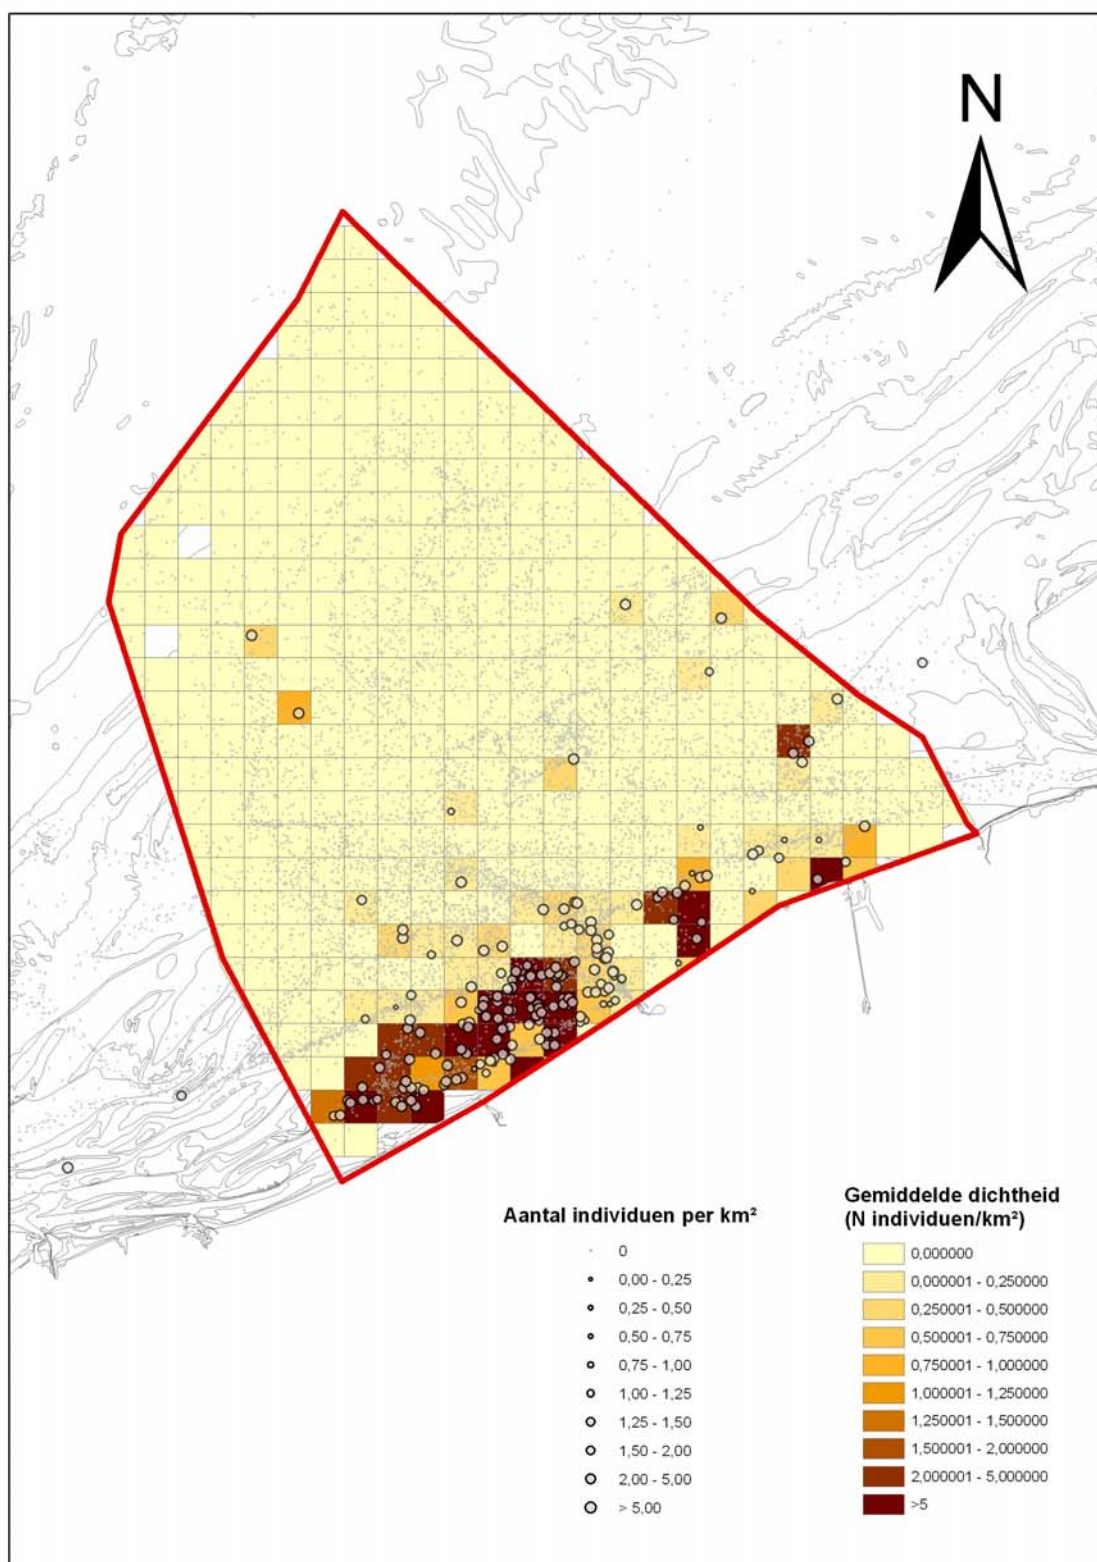 N
Aantal individuen per km²
0
0,00 - 0,25
0,25 - 0,50
0,50 - 0,75
0,75 - 1,00
1,00 - 1,25
1,25 - 1,50
1,50 - 2,00
2,00 - 5,00
> 5,00
Gemiddelde dichtheid
(N individuen/km²)
0,000000
0,000001 - 0,250000
0,250001 - 0,500000
0,500001 - 0,750000
0,750001 - 1,000000
1,000001 - 1,250000
1,250001 - 1,500000
1,500001 - 2,000000
2,000001 - 5,000000
>5